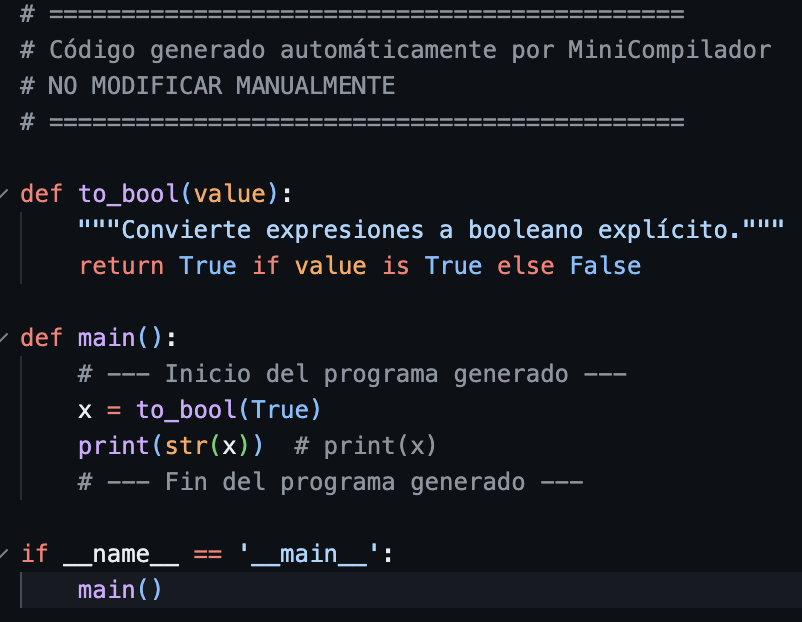 # ============================================
# Código generado automáticamente por MiniCompilador
# NO MODIFICAR MANUALMENTE
# ============================================
def to_bool(value):
    """Convierte expresiones a booleano explícito."""
    return True if value is True else False
def main():
    # --- Inicio del programa generado ---
    x = to_bool(True)
    print(str(x))  # print(x)
    # --- Fin del programa generado ---
if __name__ == '__main__':
    main()